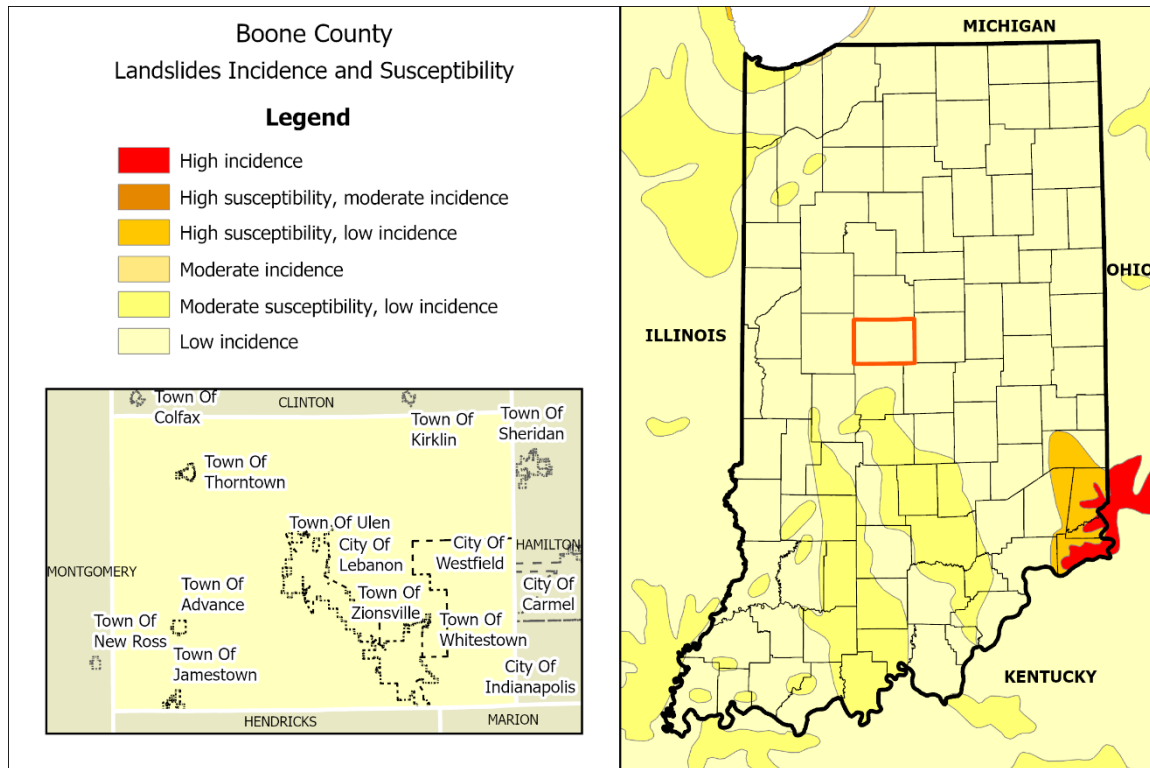 Boone County
Landslides Incidence and Susceptibility
Legend
High incidence
High susceptibility, moderate incidence
High susceptibility, low incidence
Moderate incidence
Moderate susceptibility, low incidence
Low incidence
Town Of
Colfax
CLINTON
Town Of
Kirklin
Town Of
Sheridan
Town Of
Thorntown
Town Of Ulen
City Of
Lebanon
City Of
Westfield
HAMILTON
MONTGOMERY
Town Of
Advance
Town Of
Zionsville
City Of
Carmel
Town Of
New Ross
Town Of
Whitestown
Town Of
Jamestown
City Of
Indianapolis
HENDRICKS
MARION
MICHIGAN
OHIO
ILLINOIS
KENTUCKY